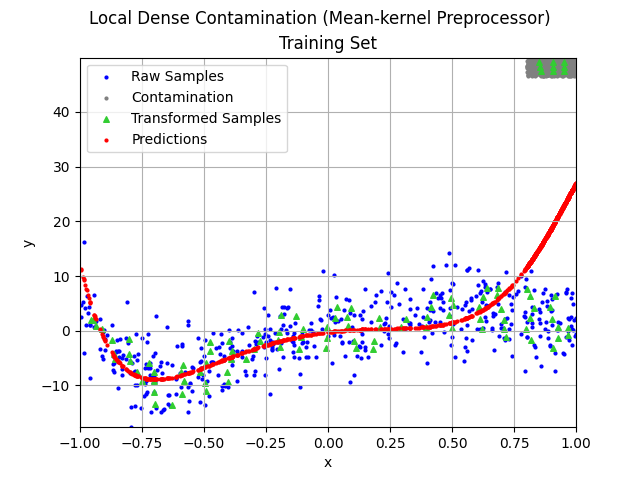 Local Dense Contamination (Mean-kernel Preprocessor)
Training Set
Raw Samples
Contamination
Transformed Samples
Predictions
40
30
20
10
0
−10
y
−1.00 −0.75 −0.50 −0.25 0.00 0.25 0.50 0.75 1.00
x